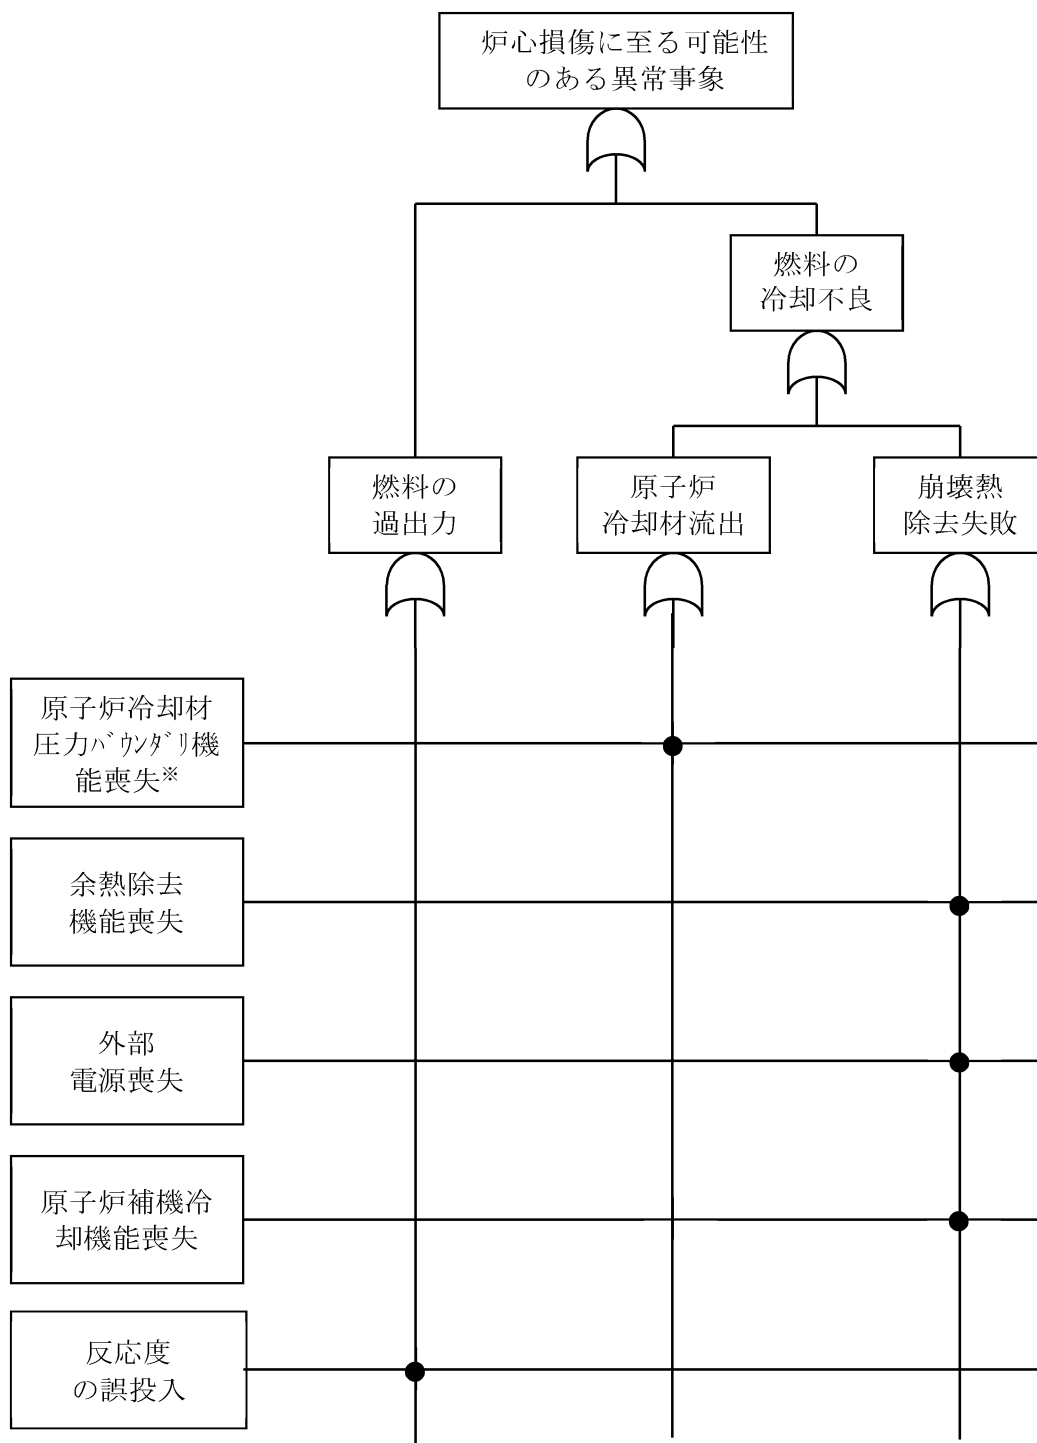 炉心損傷に至る可能性
のある異常事象
燃料の
冷却不良
燃料の
過出力
原子炉
冷却材流出
崩壊熱
除去失敗
原子炉冷却材
圧力ﾊﾞｳﾝﾀﾞﾘ機
能喪失※
余熱除去
機能喪失
外部
電源喪失
原子炉補機冷
却機能喪失
反応度
の誤投入